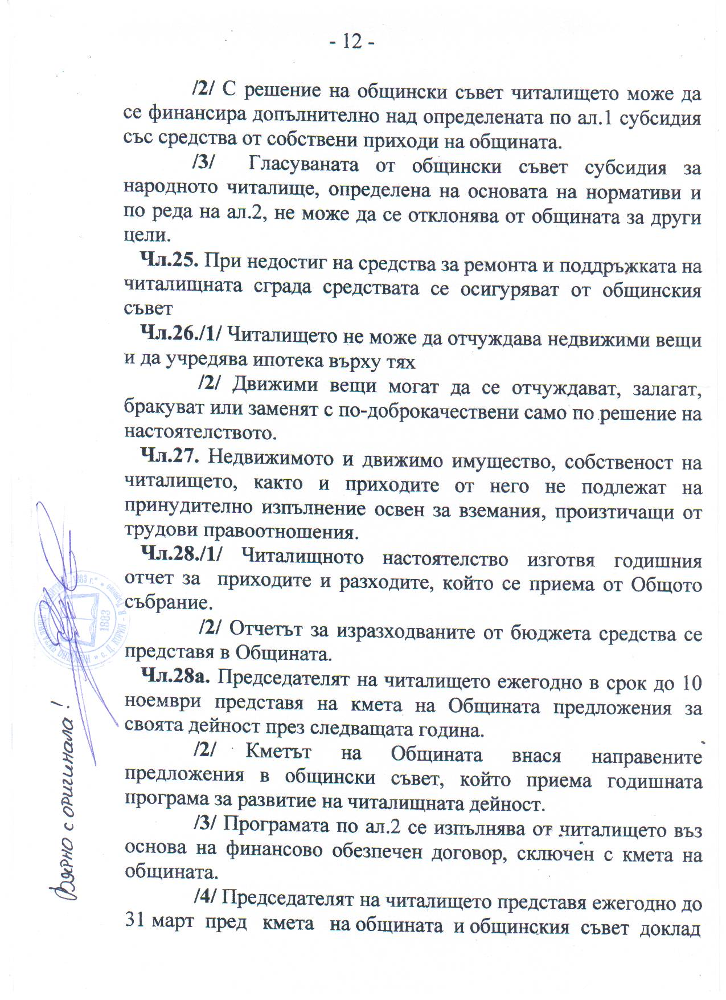 - 12 -
/2/ С решение на общински съвет читалището може да
се финансира допълнително над определената по ал.1 субсидия
със средства от собствени приходи на общината.
/3/ Гласуваната от общински съвет субсидия за
народното читалище, определена на основата на нормативи и
по реда на ал.2, не може да се отклонява от общината за други
цели.
Чл.25. При недостиг на средства за ремонта и поддръжката на
читалищната сграда средствата се осигуряват от общинския
съвет
Чл.26./1/ Читалището не може да отчуждава недвижими вещи
и да учредява ипотека върху тях
/2/ Движими вещи могат да се отчуждават, залагат,
бракуват или заменят с по-доброкачествени само по решение на
настоятелството.
Чл.27. Недвижимото и движимо имущество, собственост на
читалището, както и приходите от него не подлежат на
принудително изпълнение освен за вземания, произтичащи от
трудови правоотношения.
Чл.28./1/ Читалищното настоятелство изготвя годишния
отчет за приходите и разходите, който се приема от Общото
събрание.
/2/ Отчетът за изразходваните от бюджета средства се
представя в Общината.
Чл.28а. Председателят на читалището ежегодно в срок до 10
ноември представя на кмета на Общината предложения за
своята дейност през следващата година.
/2/ Кметът на Общината внася направените
предложения в общински съвет, който приема годишната
програма за развитие на читалищната дейност.
/3/ Програмата по ал.2 се изпълнява от читалището въз
основа на финансово обезпечен договор, сключен с кмета на
общината.
/4/ Председателят на читалището представя ежегодно до
31 март пред кмета на общината и общинския съвет доклад
Вярно с оригинала !
1883